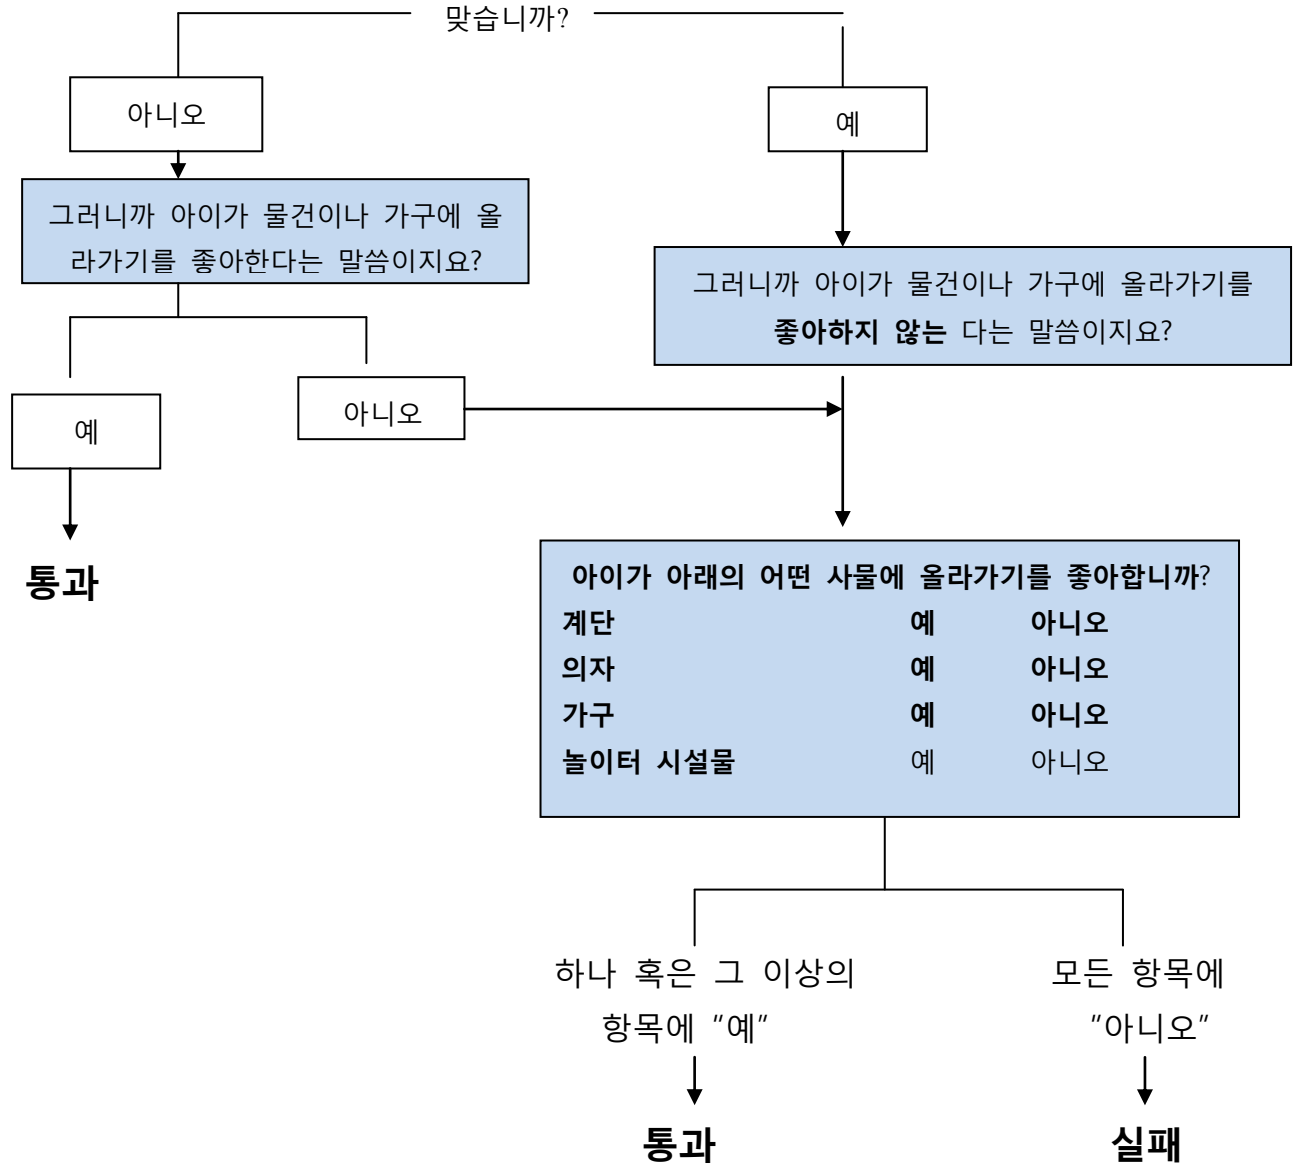 맞습니까?
아니오
예
그러니까 아이가 물건이나 가구에 올
라가기를 좋아한다는 말씀이지요?
그러니까 아이가 물건이나 가구에 올라가기를
좋아하지 않는 다는 말씀이지요?
예
아니오
통과
아이가 아래의 어떤 사물에 올라가기를 좋아합니까?
계단 예 아니오
의자 예 아니오
가구 예 아니오
놀이터 시설물 예 아니오
하나 혹은 그 이상의
항목에 "예"
모든 항목에
"아니오"
통과
실패